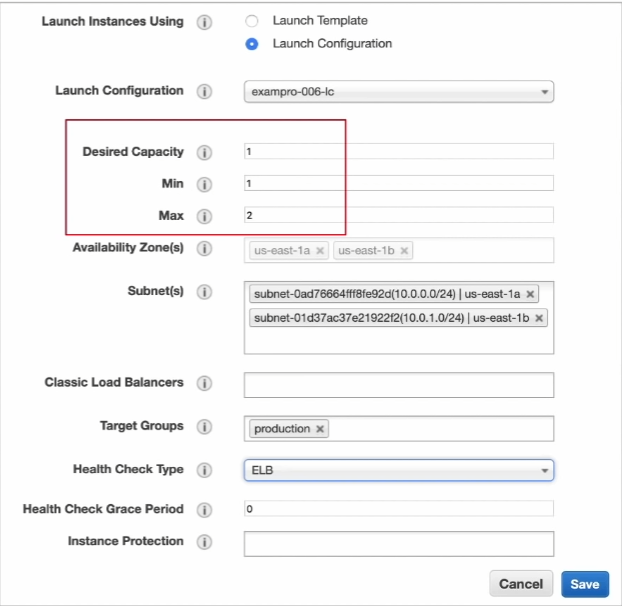 Launch Instances Using
Launch Template
Launch Configuration
Launch Configuration
exampro-006-lc
Desired Capacity
1
Min
1
Max
2
Availability Zone(s)
us-east-1a × us-east-1b ×
Subnet(s)
subnet-0ad76664fff8fe92d(10.0.0.0/24) | us-east-1a ×
subnet-01d37ac37e21922f2(10.0.1.0/24) | us-east-1b ×
Classic Load Balancers
Target Groups
production ×
Health Check Type
ELB
Health Check Grace Period
0
Instance Protection
Cancel
Save